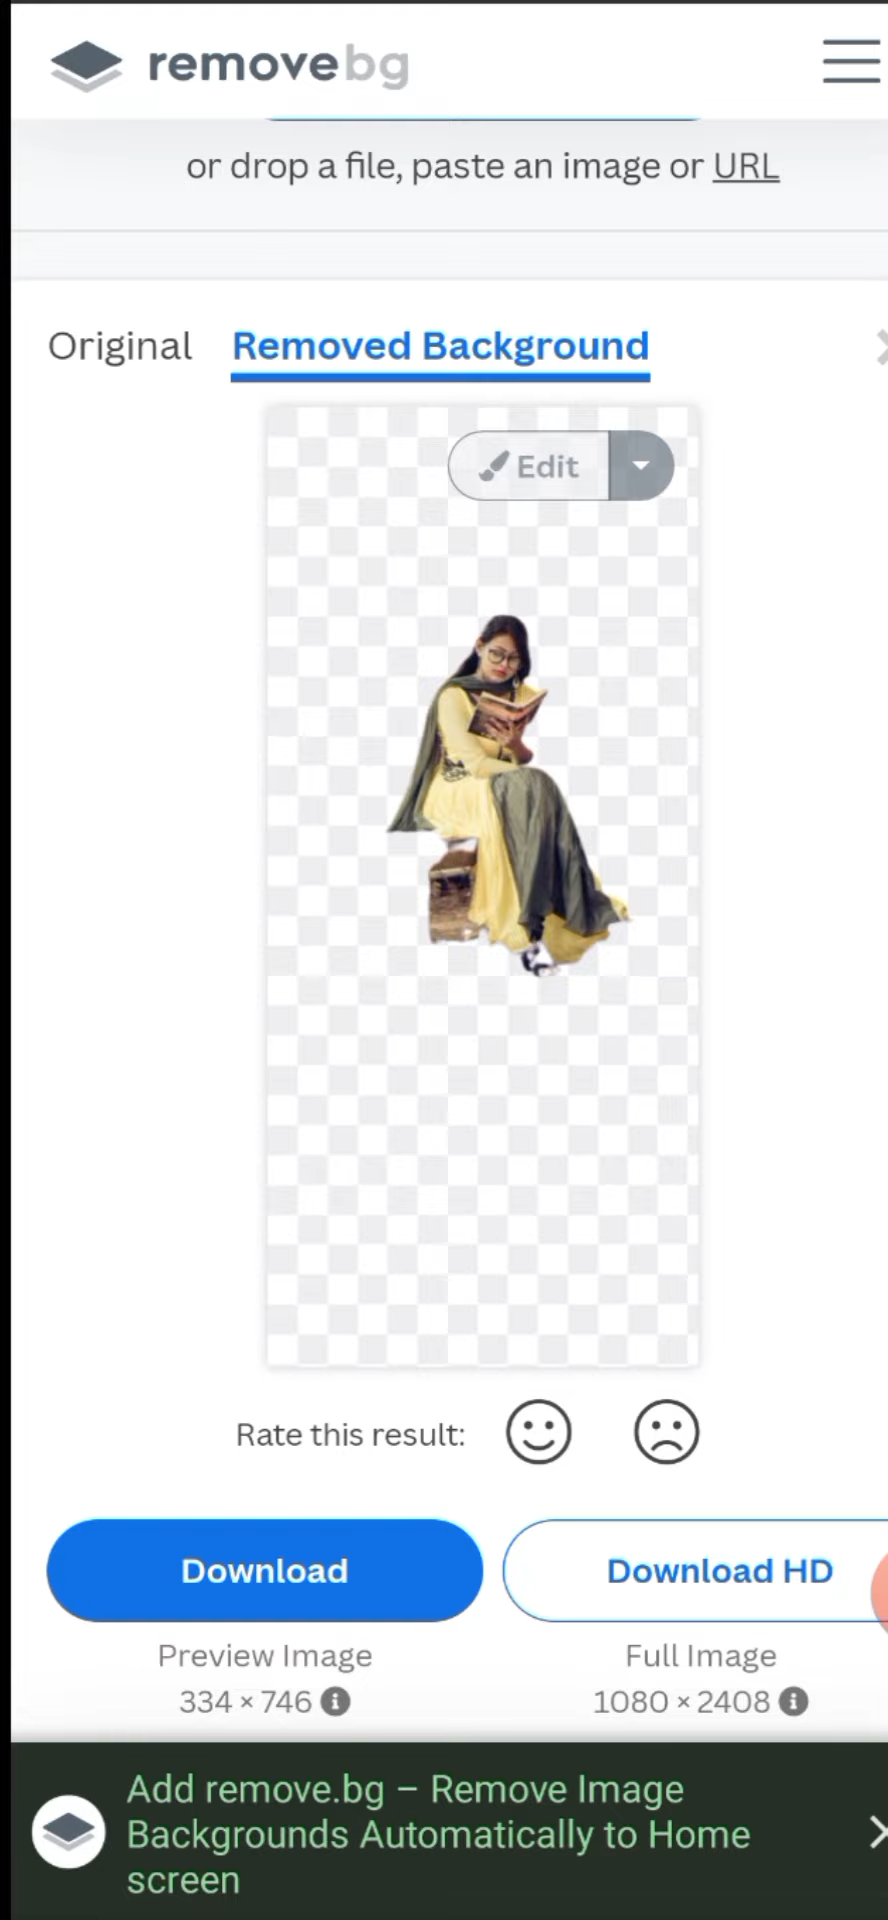 removebg
or drop a file, paste an image or URL
Original Removed Background
Edit
Rate this result:
Download Download HD
Preview Image Full Image
334 × 746 1080 × 2408
Add remove.bg – Remove Image
Backgrounds Automatically to Home
screen